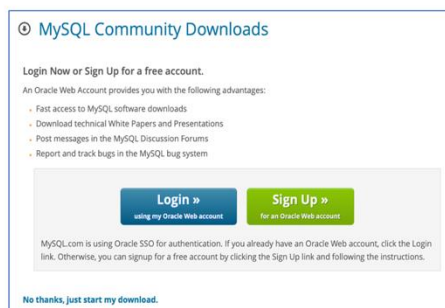 MySQL Community Downloads
Login Now or Sign Up for a free account.
An Oracle Web Account provides you with the following advantages:
Fast access to MySQL software downloads
Download technical White Papers and Presentations
Post messages in the MySQL Discussion Forums
Report and track bugs in the MySQL bug system
Login »
using my Oracle Web account
Sign Up »
for an Oracle Web account
MySQL.com is using Oracle SSO for authentication. If you already have an Oracle Web account, click the Login
link. Otherwise, you can signup for a free account by clicking the Sign Up link and following the instructions.
No thanks, just start my download.